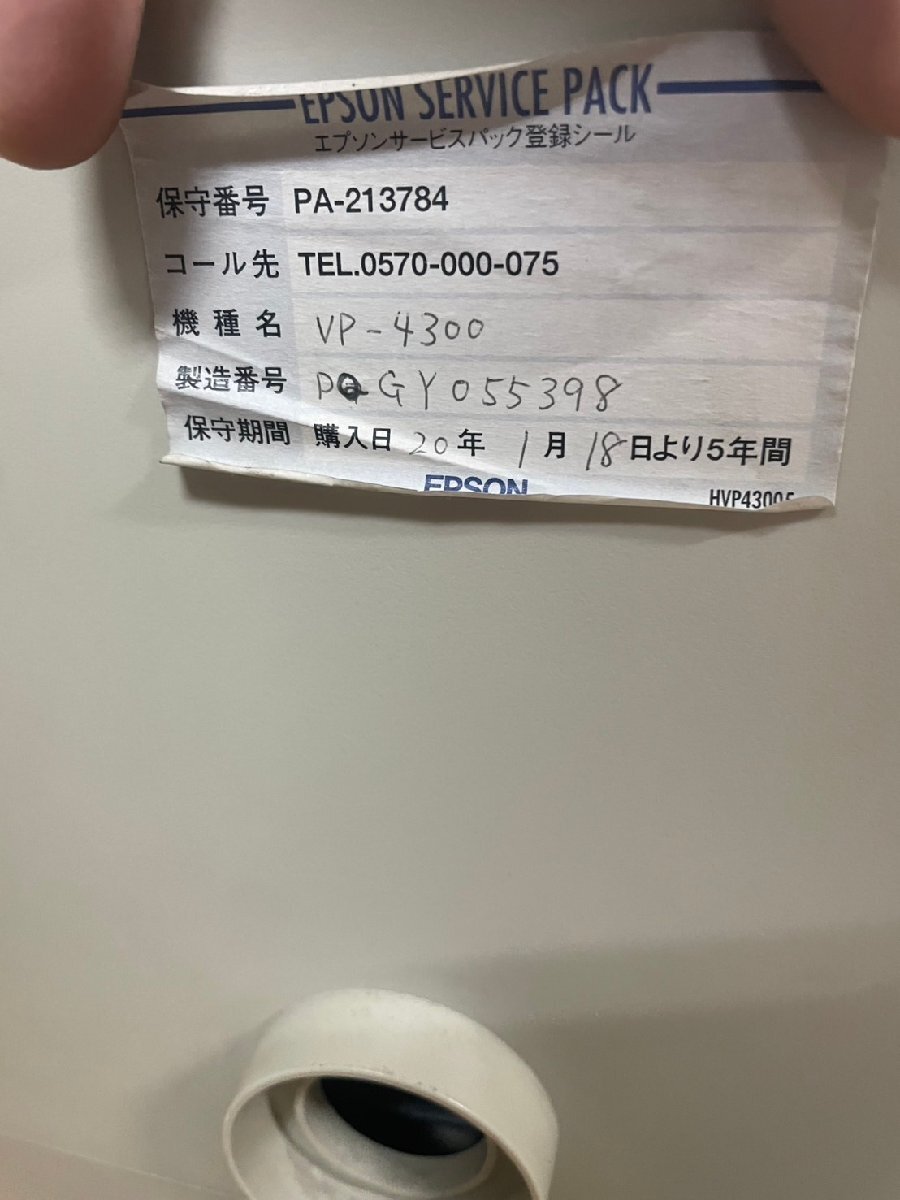 EPSON SERVICE PACK
エプソンサービスパック登録シール
保守番号 PA-213784
コール先 TEL.0570-000-075
機種名 VP-4300
製造番号 PQGY055398
保守期間 購入日 20年 1月 18日より5年間
EPSON
HVP43005